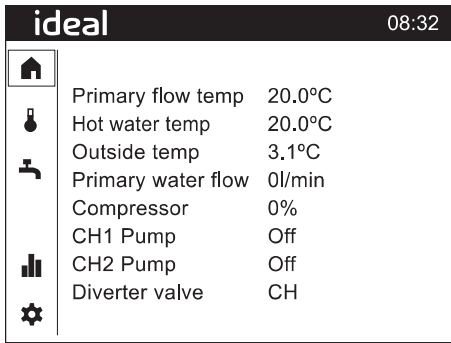 ideal 08:32
Primary flow temp 20.0ºC
Hot water temp 20.0ºC
Outside temp 3.1ºC
Primary water flow 0l/min
Compressor 0%
CH1 Pump Off
CH2 Pump Off
Diverter valve CH